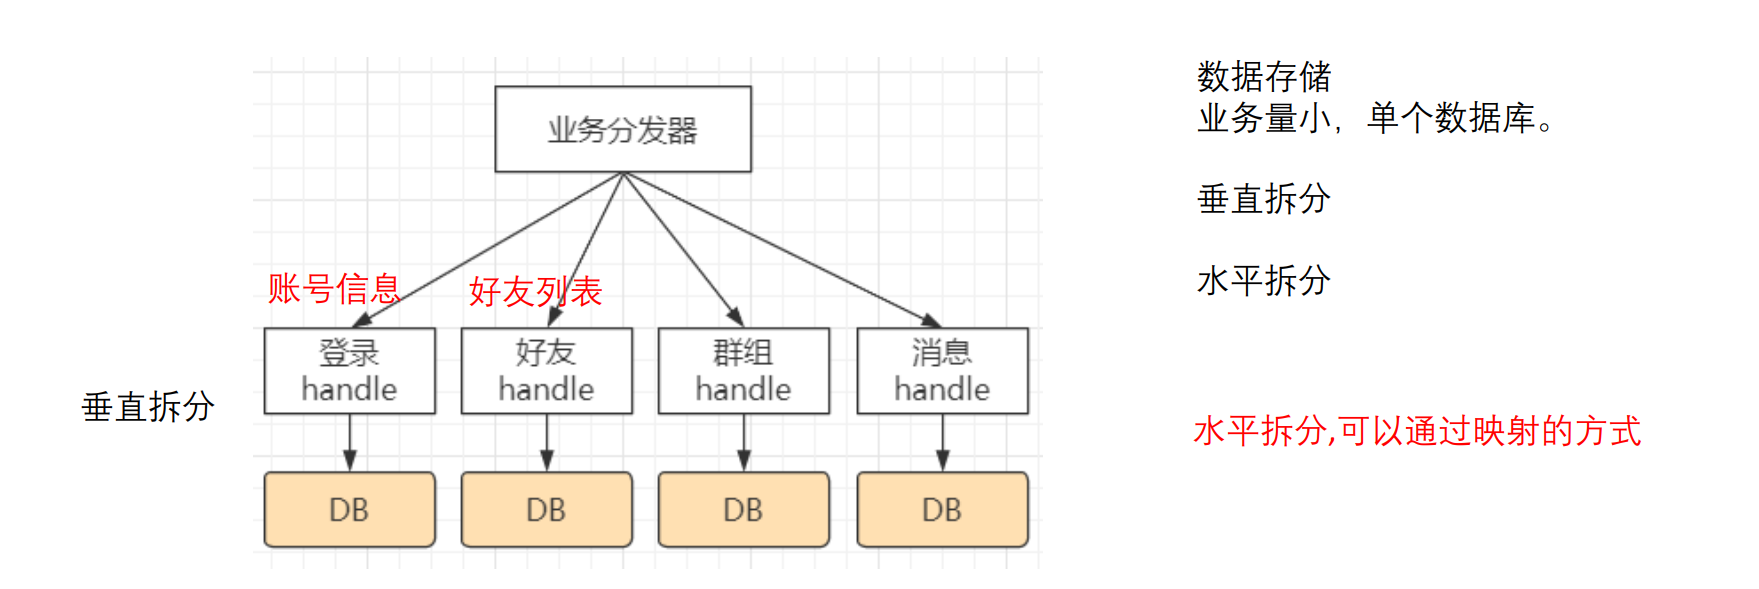 业务分发器
账号信息
好友列表
登录
handle
好友
handle
群组
handle
消息
handle
垂直拆分
DB
DB
DB
DB
数据存储
业务量小，单个数据库。
垂直拆分
水平拆分
水平拆分,可以通过映射的方式